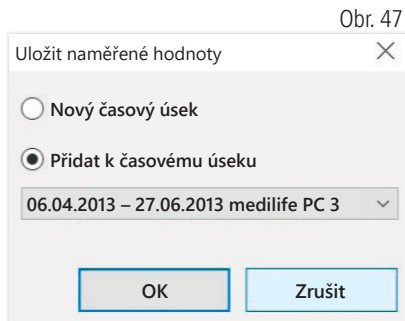 Obr. 47
Uložit naměřené hodnoty
Nový časový úsek
Přidat k časovému úseku
06.04.2013 – 27.06.2013 medilife PC 3
OK
Zrušit